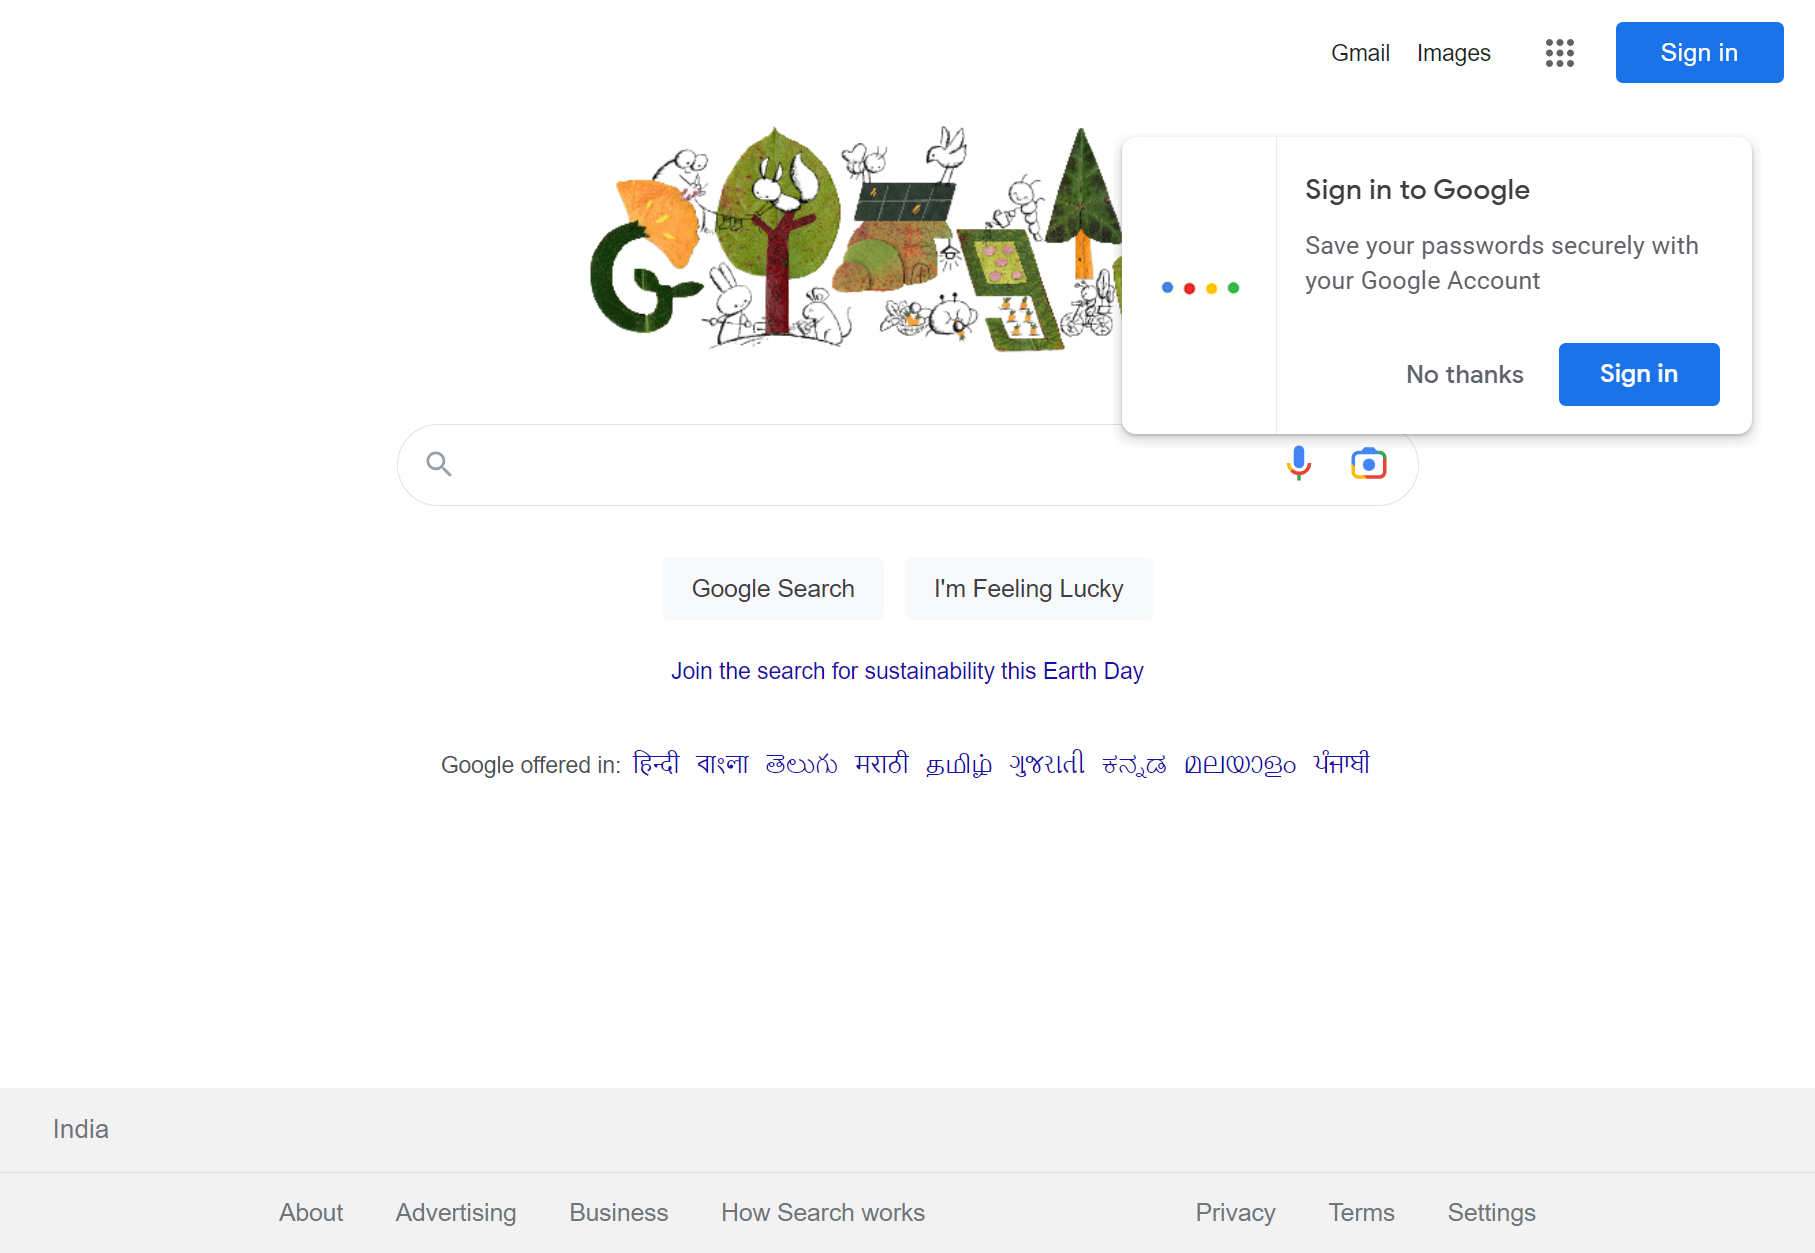 Gmail Images Sign in
Sign in to Google
Save your passwords securely with
your Google Account
No thanks Sign in
Google Search I'm Feeling Lucky
Join the search for sustainability this Earth Day
Google offered in: हिन्दी বাংলা తెలుగు मराठी தமிழ் ગુજરાતી ಕನ್ನಡ മലയാളം ਪੰਜਾਬੀ
India
About Advertising Business How Search works Privacy Terms Settings